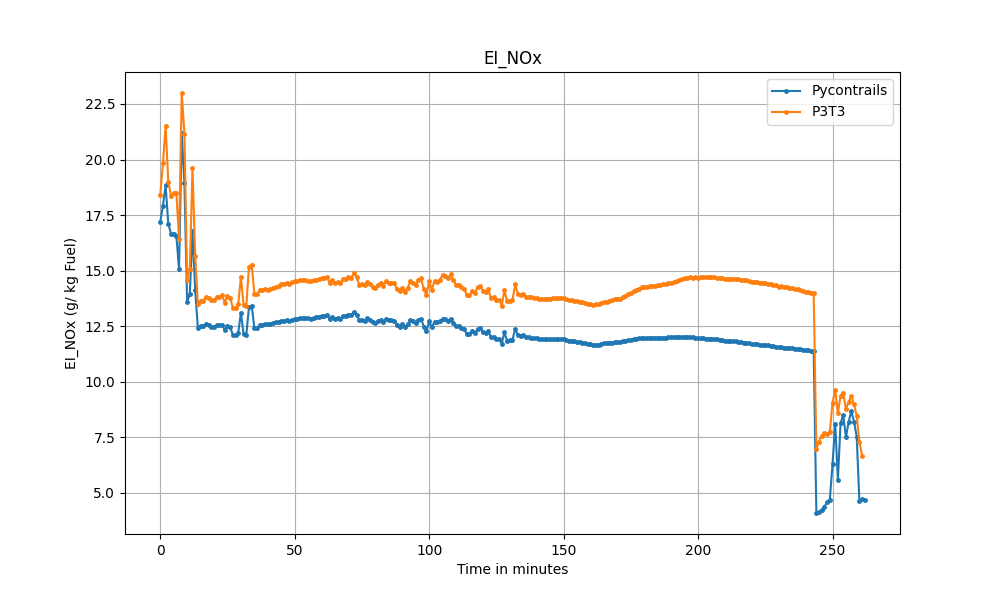 EI_NOx
Pycontrails
P3T3
EI_NOx (g/ kg Fuel)
22.5
20.0
17.5
15.0
12.5
10.0
7.5
5.0
0 50 100 150 200 250
Time in minutes